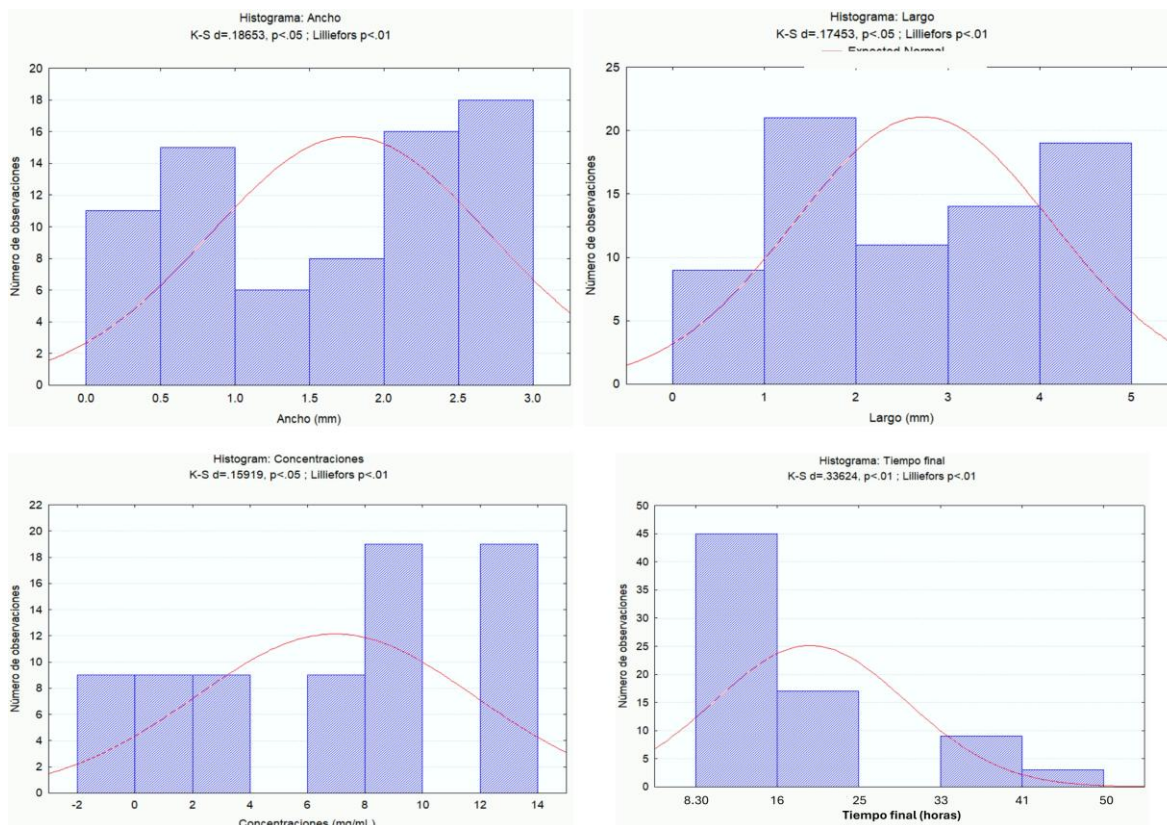 Histograma: Ancho
K-S d=.18653, p<.05 ; Lilliefors p<.01
20
18
16
14
12
10
8
6
4
2
0
Número de observaciones
0.0 0.5 1.0 1.5 2.0 2.5 3.0
Ancho (mm)
Histograma: Largo
K-S d=.17453, p<.05 ; Lilliefors p<.01
Expected Normal
25
20
15
10
5
0
Número de observaciones
0 1 2 3 4 5
Largo (mm)
Histogram: Concentraciones
K-S d=.15919, p<.05 ; Lilliefors p<.01
22
20
18
16
14
12
10
8
6
4
2
0
Número de observaciones
-2 0 2 4 6 8 10 12 14
Concentraciones (mg/mL)
Histograma: Tiempo final
K-S d=.33624, p<.01 ; Lilliefors p<.01
50
45
40
35
30
25
20
15
10
5
0
Número de observaciones
8.30 16 25 33 41 50
Tiempo final (horas)